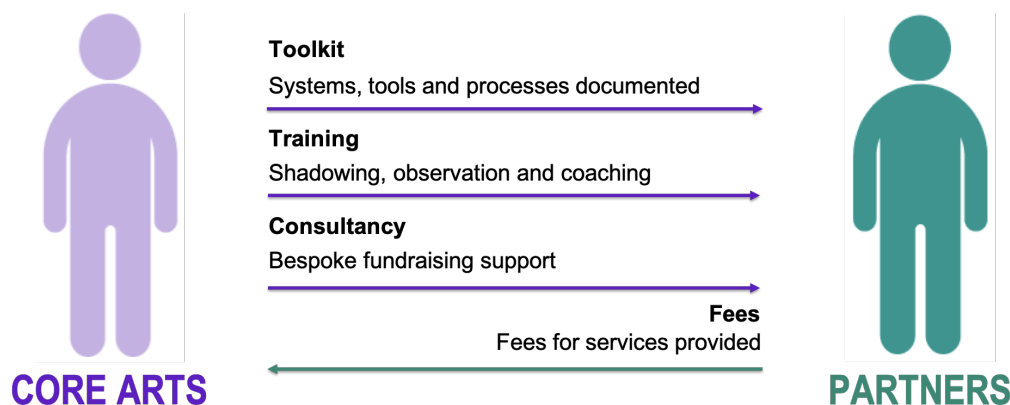 Toolkit
Systems, tools and processes documented
Training
Shadowing, observation and coaching
Consultancy
Bespoke fundraising support
Fees
Fees for services provided
CORE ARTS
PARTNERS